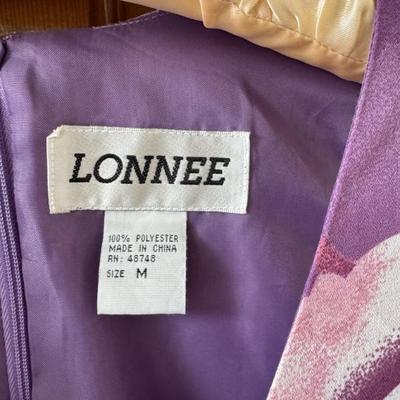 LONNEE
100% POLYESTER
MADE IN CHINA
RN: 48748
SIZE M